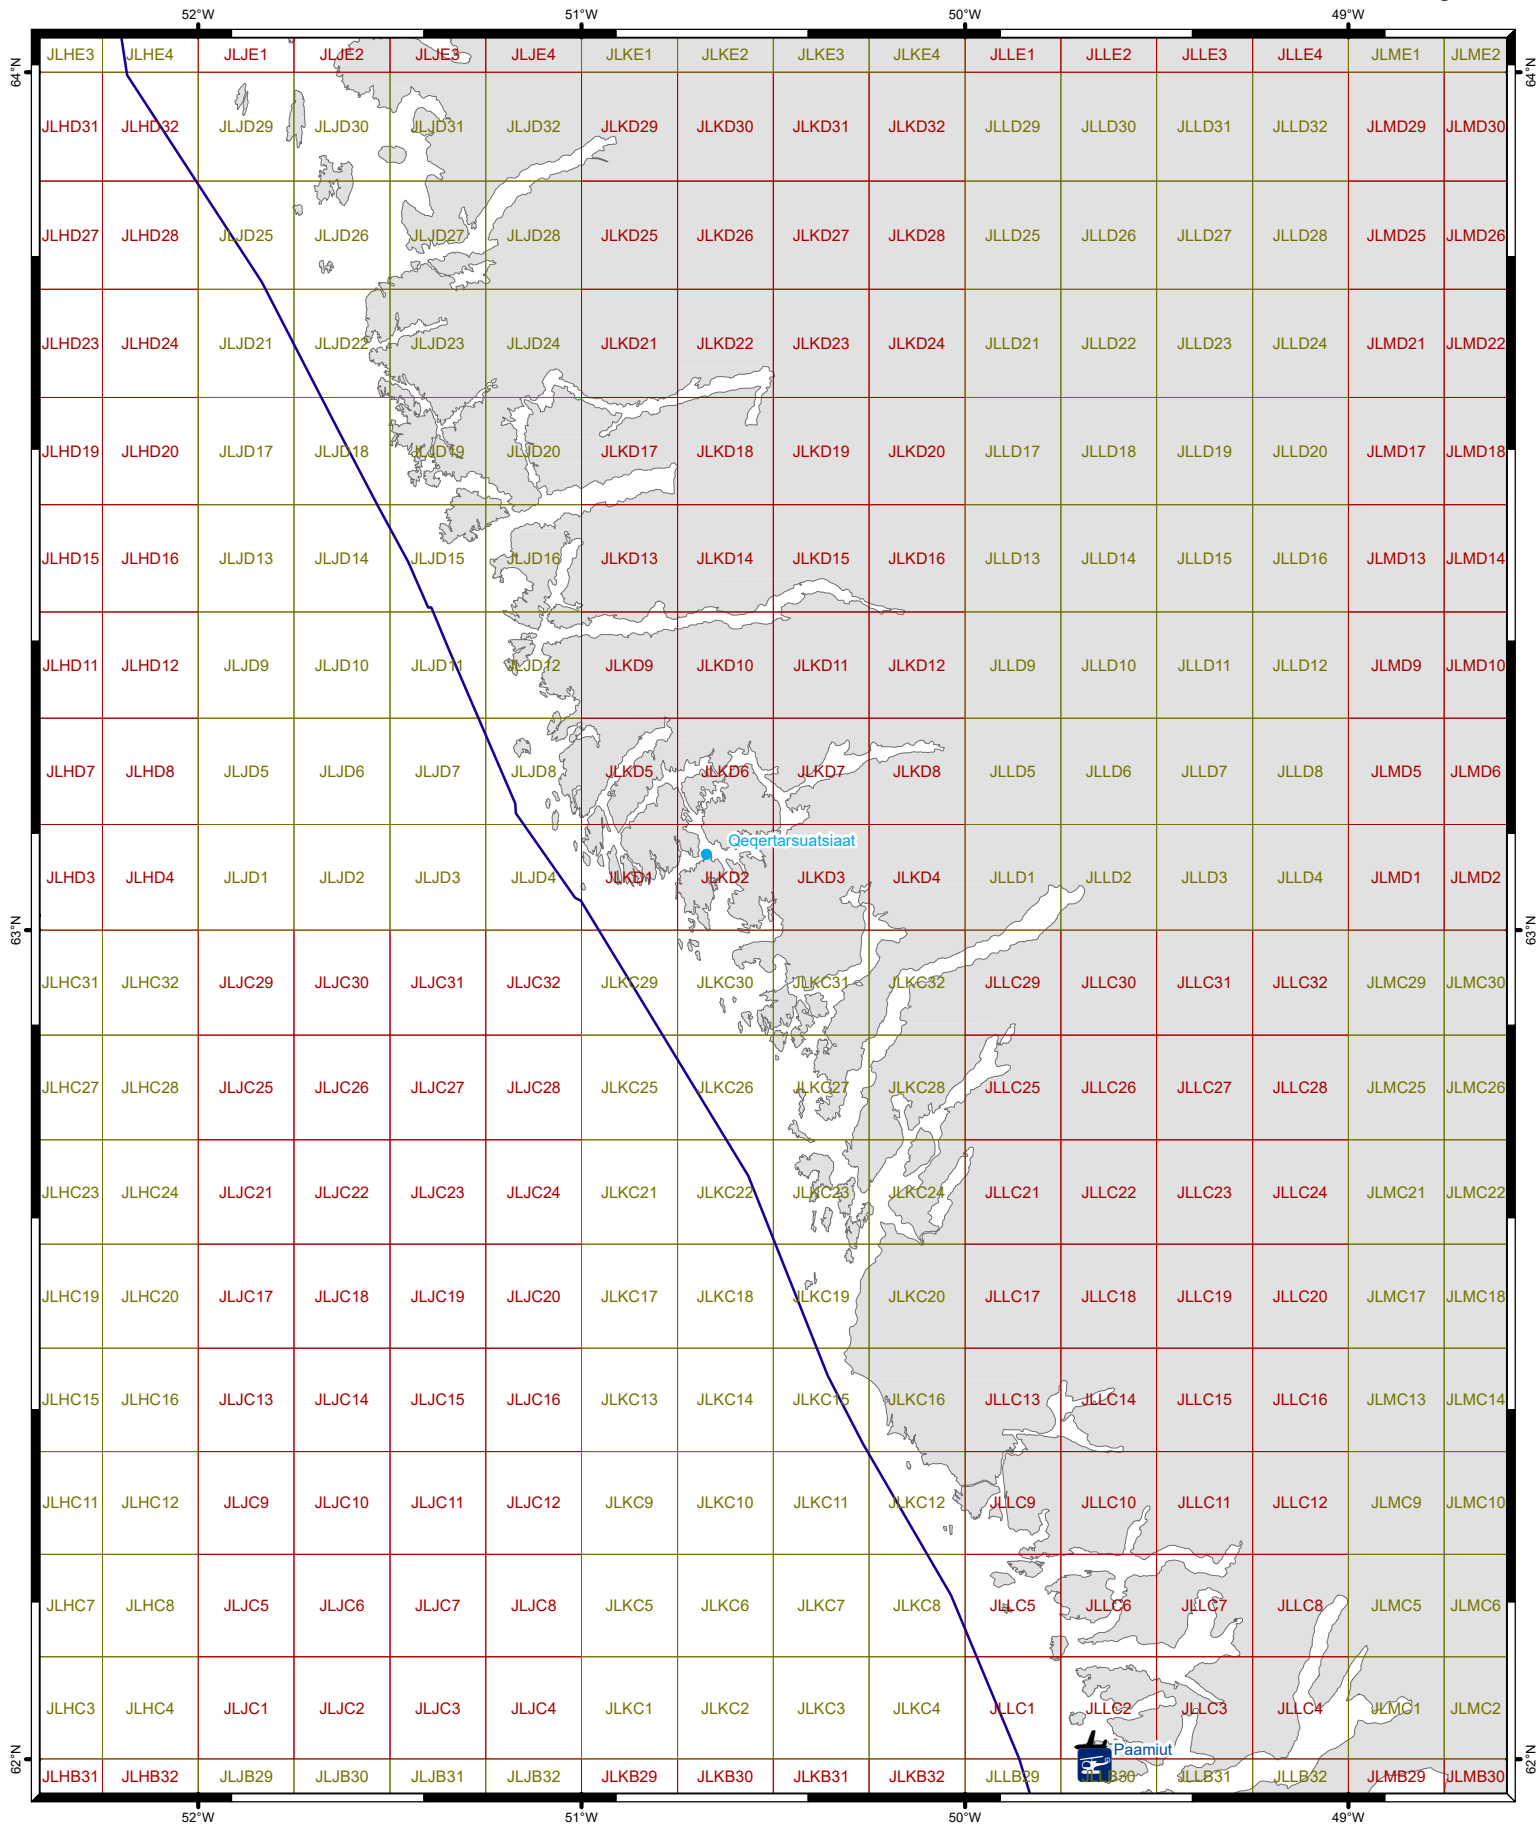 52°W 51°W 50°W 49°W
JLHE3 JLHE4 JLJE1 JLJE2 JLJE3 JLJE4 JLKE1 JLKE2 JLKE3 JLKE4 JLLE1 JLLE2 JLLE3 JLLE4 JLME1 JLME2
64°N 64°N
JLHD31 JLHD32 JLJD29 JLJD30 JLJD31 JLJD32 JLKD29 JLKD30 JLKD31 JLKD32 JLLD29 JLLD30 JLLD31 JLLD32 JLMD29 JLMD30
JLHD27 JLHD28 JLJD25 JLJD26 JLJD27 JLJD28 JLKD25 JLKD26 JLKD27 JLKD28 JLLD25 JLLD26 JLLD27 JLLD28 JLMD25 JLMD26
JLHD23 JLHD24 JLJD21 JLJD22 JLJD23 JLJD24 JLKD21 JLKD22 JLKD23 JLKD24 JLLD21 JLLD22 JLLD23 JLLD24 JLMD21 JLMD22
JLHD19 JLHD20 JLJD17 JLJD18 JLJD19 JLJD20 JLKD17 JLKD18 JLKD19 JLKD20 JLLD17 JLLD18 JLLD19 JLLD20 JLMD17 JLMD18
JLHD15 JLHD16 JLJD13 JLJD14 JLJD15 JLJD16 JLKD13 JLKD14 JLKD15 JLKD16 JLLD13 JLLD14 JLLD15 JLLD16 JLMD13 JLMD14
JLHD11 JLHD12 JLJD9 JLJD10 JLJD11 JLJD12 JLKD9 JLKD10 JLKD11 JLKD12 JLLD9 JLLD10 JLLD11 JLLD12 JLMD9 JLMD10
JLHD7 JLHD8 JLJD5 JLJD6 JLJD7 JLJD8 JLKD5 JLKD6 JLKD7 JLKD8 JLLD5 JLLD6 JLLD7 JLLD8 JLMD5 JLMD6
Qeqertarsuatsiaat
JLHD3 JLHD4 JLJD1 JLJD2 JLJD3 JLJD4 JLKD1 JLKD2 JLKD3 JLKD4 JLLD1 JLLD2 JLLD3 JLLD4 JLMD1 JLMD2
63°N 63°N
JLHC31 JLHC32 JLJC29 JLJC30 JLJC31 JLJC32 JLKC29 JLKC30 JLKC31 JLKC32 JLLC29 JLLC30 JLLC31 JLLC32 JLMC29 JLMC30
JLHC27 JLHC28 JLJC25 JLJC26 JLJC27 JLJC28 JLKC25 JLKC26 JLKC27 JLKC28 JLLC25 JLLC26 JLLC27 JLLC28 JLMC25 JLMC26
JLHC23 JLHC24 JLJC21 JLJC22 JLJC23 JLJC24 JLKC21 JLKC22 JLKC23 JLKC24 JLLC21 JLLC22 JLLC23 JLLC24 JLMC21 JLMC22
JLHC19 JLHC20 JLJC17 JLJC18 JLJC19 JLJC20 JLKC17 JLKC18 JLKC19 JLKC20 JLLC17 JLLC18 JLLC19 JLLC20 JLMC17 JLMC18
JLHC15 JLHC16 JLJC13 JLJC14 JLJC15 JLJC16 JLKC13 JLKC14 JLKC15 JLKC16 JLLC13 JLLC14 JLLC15 JLLC16 JLMC13 JLMC14
JLHC11 JLHC12 JLJC9 JLJC10 JLJC11 JLJC12 JLKC9 JLKC10 JLKC11 JLKC12 JLLC9 JLLC10 JLLC11 JLLC12 JLMC9 JLMC10
JLHC7 JLHC8 JLJC5 JLJC6 JLJC7 JLJC8 JLKC5 JLKC6 JLKC7 JLKC8 JLLC5 JLLC6 JLLC7 JLLC8 JLMC5 JLMC6
JLHC3 JLHC4 JLJC1 JLJC2 JLJC3 JLJC4 JLKC1 JLKC2 JLKC3 JLKC4 JLLC1 JLLC2 JLLC3 JLLC4 JLMC1 JLMC2
Paamiut
62°N 62°N
JLHB31 JLHB32 JLJB29 JLJB30 JLJB31 JLJB32 JLKB29 JLKB30 JLKB31 JLKB32 JLLB29 JLLB30 JLLB31 JLLB32 JLMB29 JLMB30
52°W 51°W 50°W 49°W